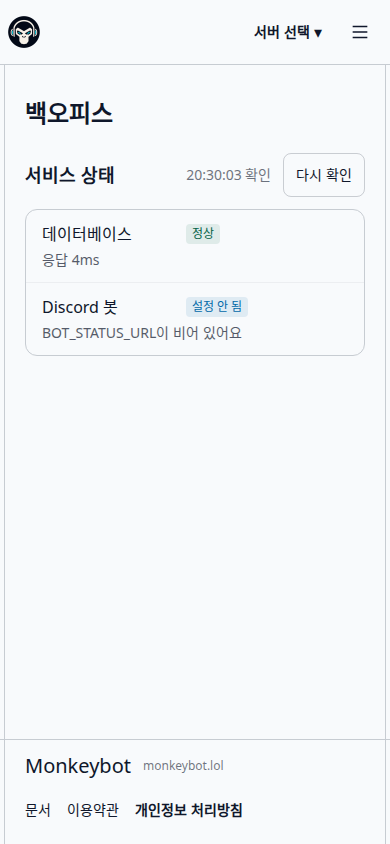 서버 선택 ▾
백오피스
서비스 상태 20:30:03 확인 다시 확인
데이터베이스 정상
응답 4ms
Discord 봇 설정 안 됨
BOT_STATUS_URL이 비어 있어요
Monkeybot monkeybot.lol
문서 이용약관 개인정보 처리방침